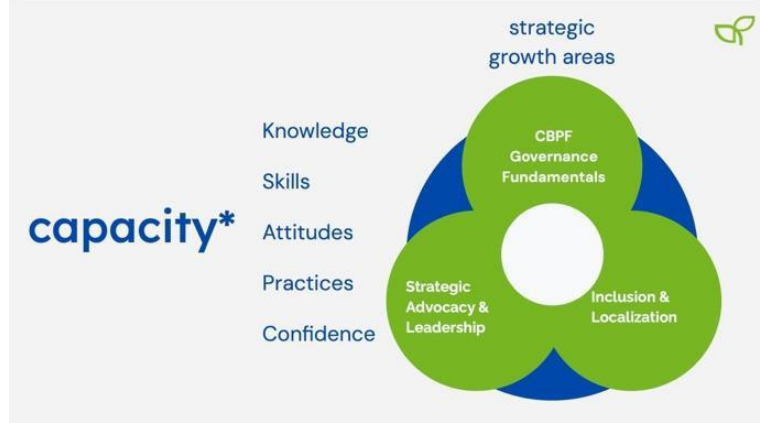 strategic
growth areas
capacity*
Knowledge
Skills
Attitudes
Practices
Confidence
CBPF
Governance
Fundamentals
Strategic
Advocacy &
Leadership
Inclusion &
Localization